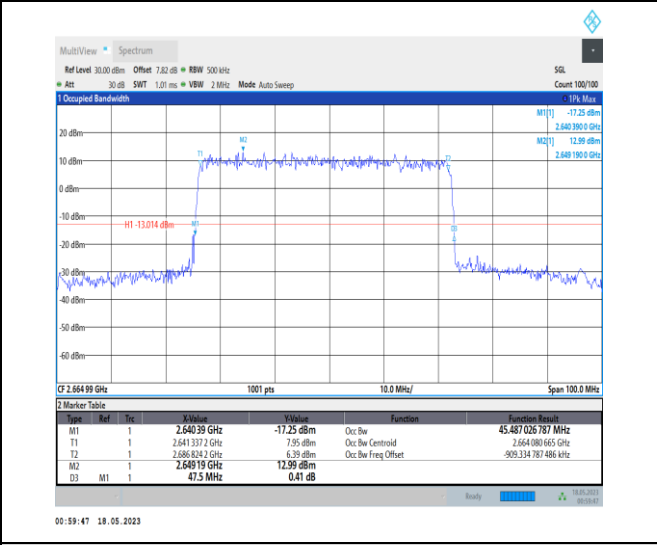 MultiView Spectrum
Ref Level 30.00 dBm Offset 7.82 dB RBW 500 kHz SGL
Att 30 dB SWT 1.01 ms VBW 2 MHz Mode Auto Sweep Count 100/100
1 Occupied Bandwidth 1Pk Max
M1[1] -17.25 dBm
2.640 390 0 GHz
M2[1] 12.99 dBm
2.649 190 0 GHz
20 dBm
M2
T1
T2
10 dBm
0 dBm
-10 dBm
H1 -13.014 dBm
M1
D3
-20 dBm
-30 dBm
-40 dBm
-50 dBm
-60 dBm
CF 2.664 99 GHz 1001 pts 10.0 MHz/ Span 100.0 MHz
2 Marker Table
Type Ref Trc X-Value Y-Value Function Function Result
M1 1 2.640 39 GHz -17.25 dBm Occ Bw 45.487 026 787 MHz
T1 1 2.641 337 2 GHz 7.95 dBm Occ Bw Centroid 2.664 080 665 GHz
T2 1 2.686 824 2 GHz 6.39 dBm Occ Bw Freq Offset -909.334 787 486 kHz
M2 1 2.649 19 GHz 12.99 dBm
D3 M1 1 47.5 MHz 0.41 dB
Ready 18.05.2023
00:59:47
00:59:47 18.05.2023